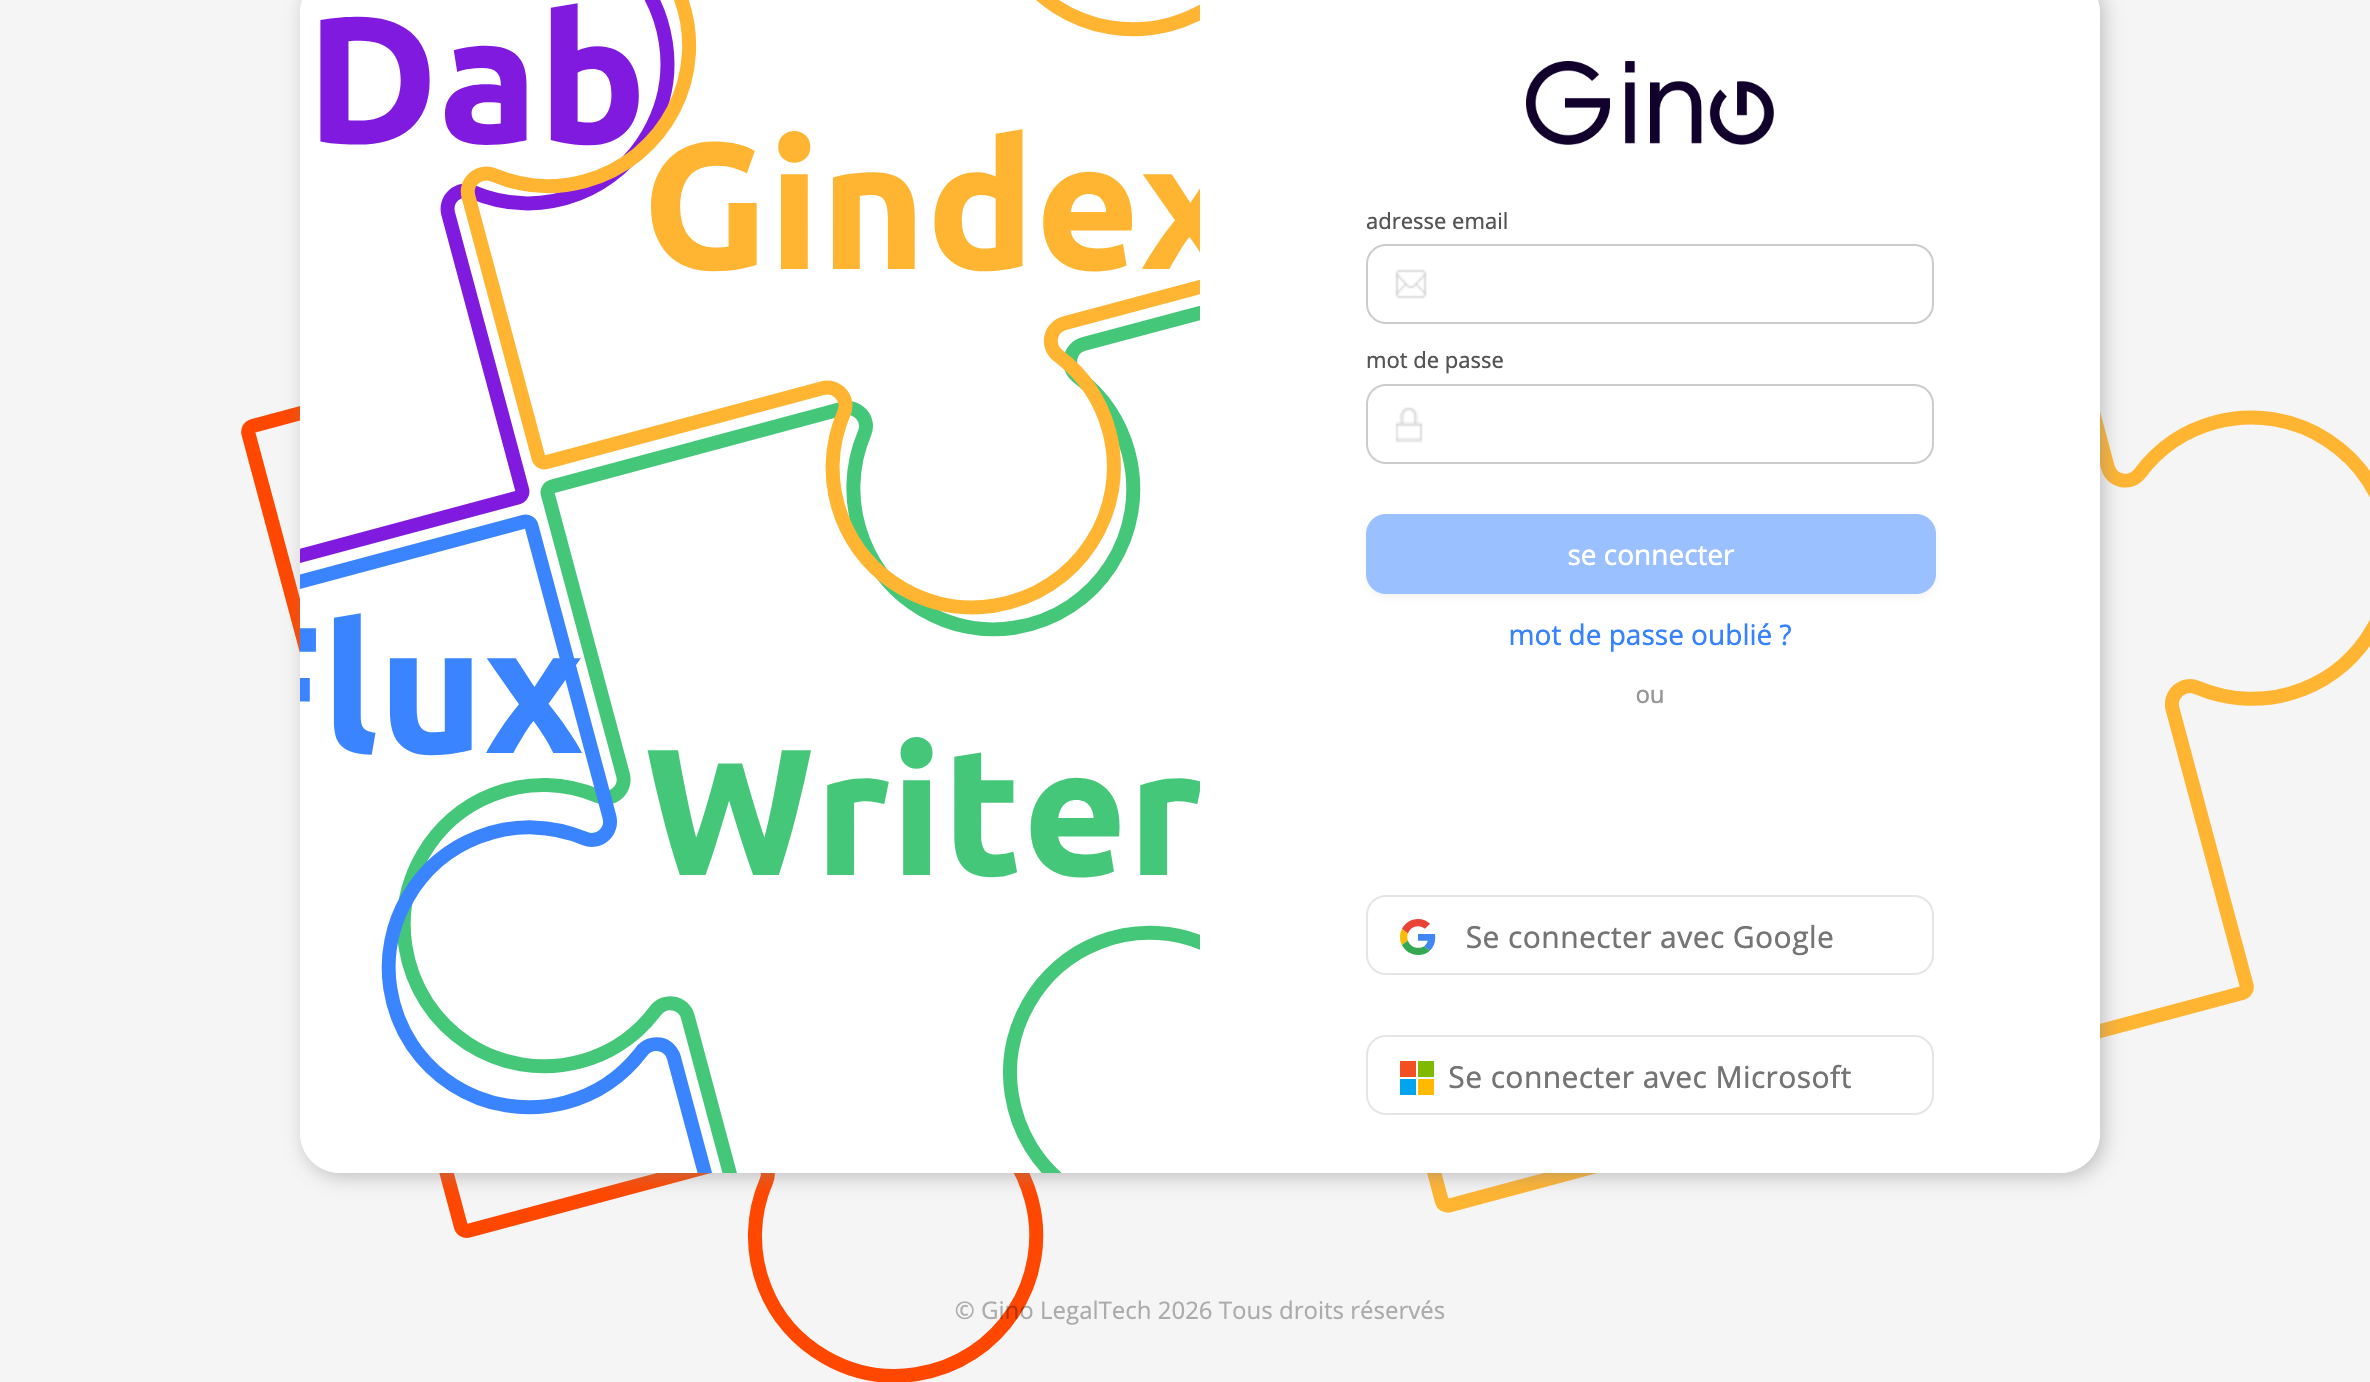 Dab
Gindex
Flux
Writer
Gino
adresse email
mot de passe
se connecter
mot de passe oublié ?
ou
Se connecter avec Google
Se connecter avec Microsoft
© Gino LegalTech 2026 Tous droits réservés